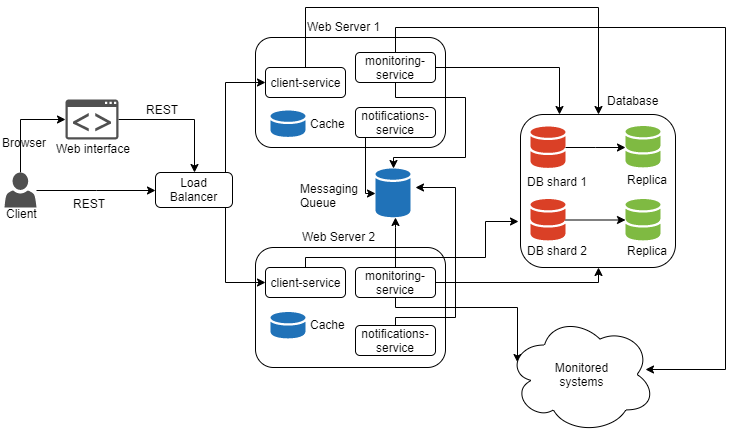 Web Server 1
monitoring-
service
client-service
Cache
notifications-
service
Database
REST
Browser
Web interface
Client
REST
Load
Balancer
Messaging
Queue
DB shard 1
Replica
DB shard 2
Replica
Web Server 2
client-service
monitoring-
service
Cache
notifications-
service
Monitored
systems